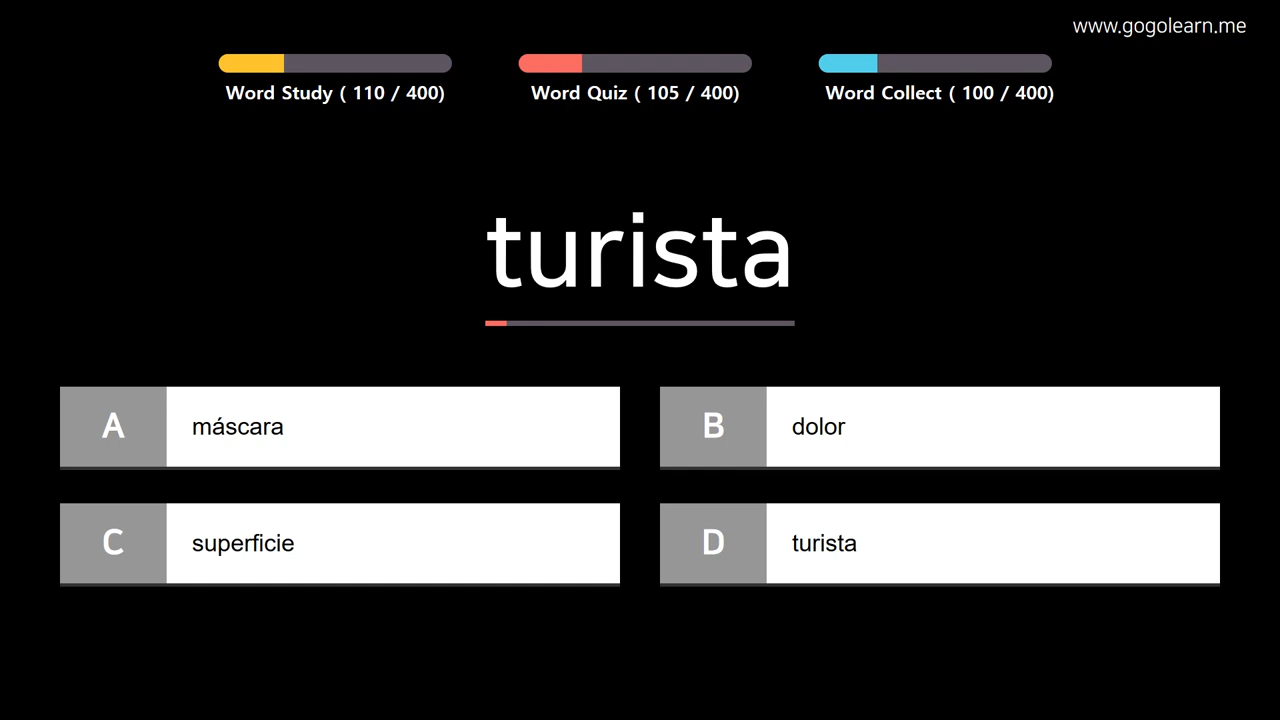 www.gogolearn.me
Word Study ( 110 / 400)
Word Quiz ( 105 / 400)
Word Collect ( 100 / 400)
turista
A
máscara
B
dolor
C
superficie
D
turista